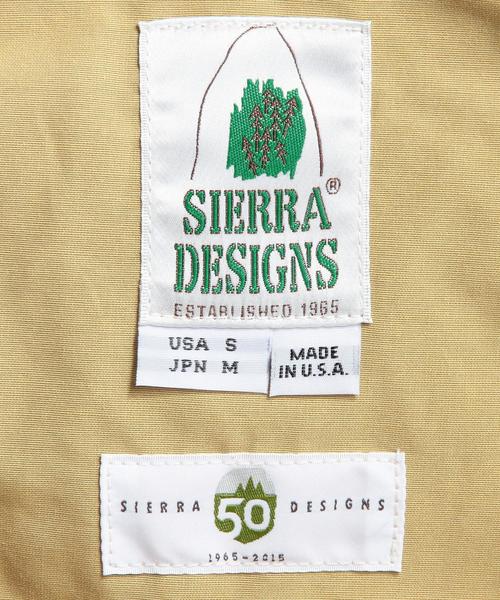 SIERRA®
DESIGNS
ESTABLISHED 1965
USA S
JPN M
MADE
IN U.S.A.
SIERRA 50 DESIGNS
1965-2015